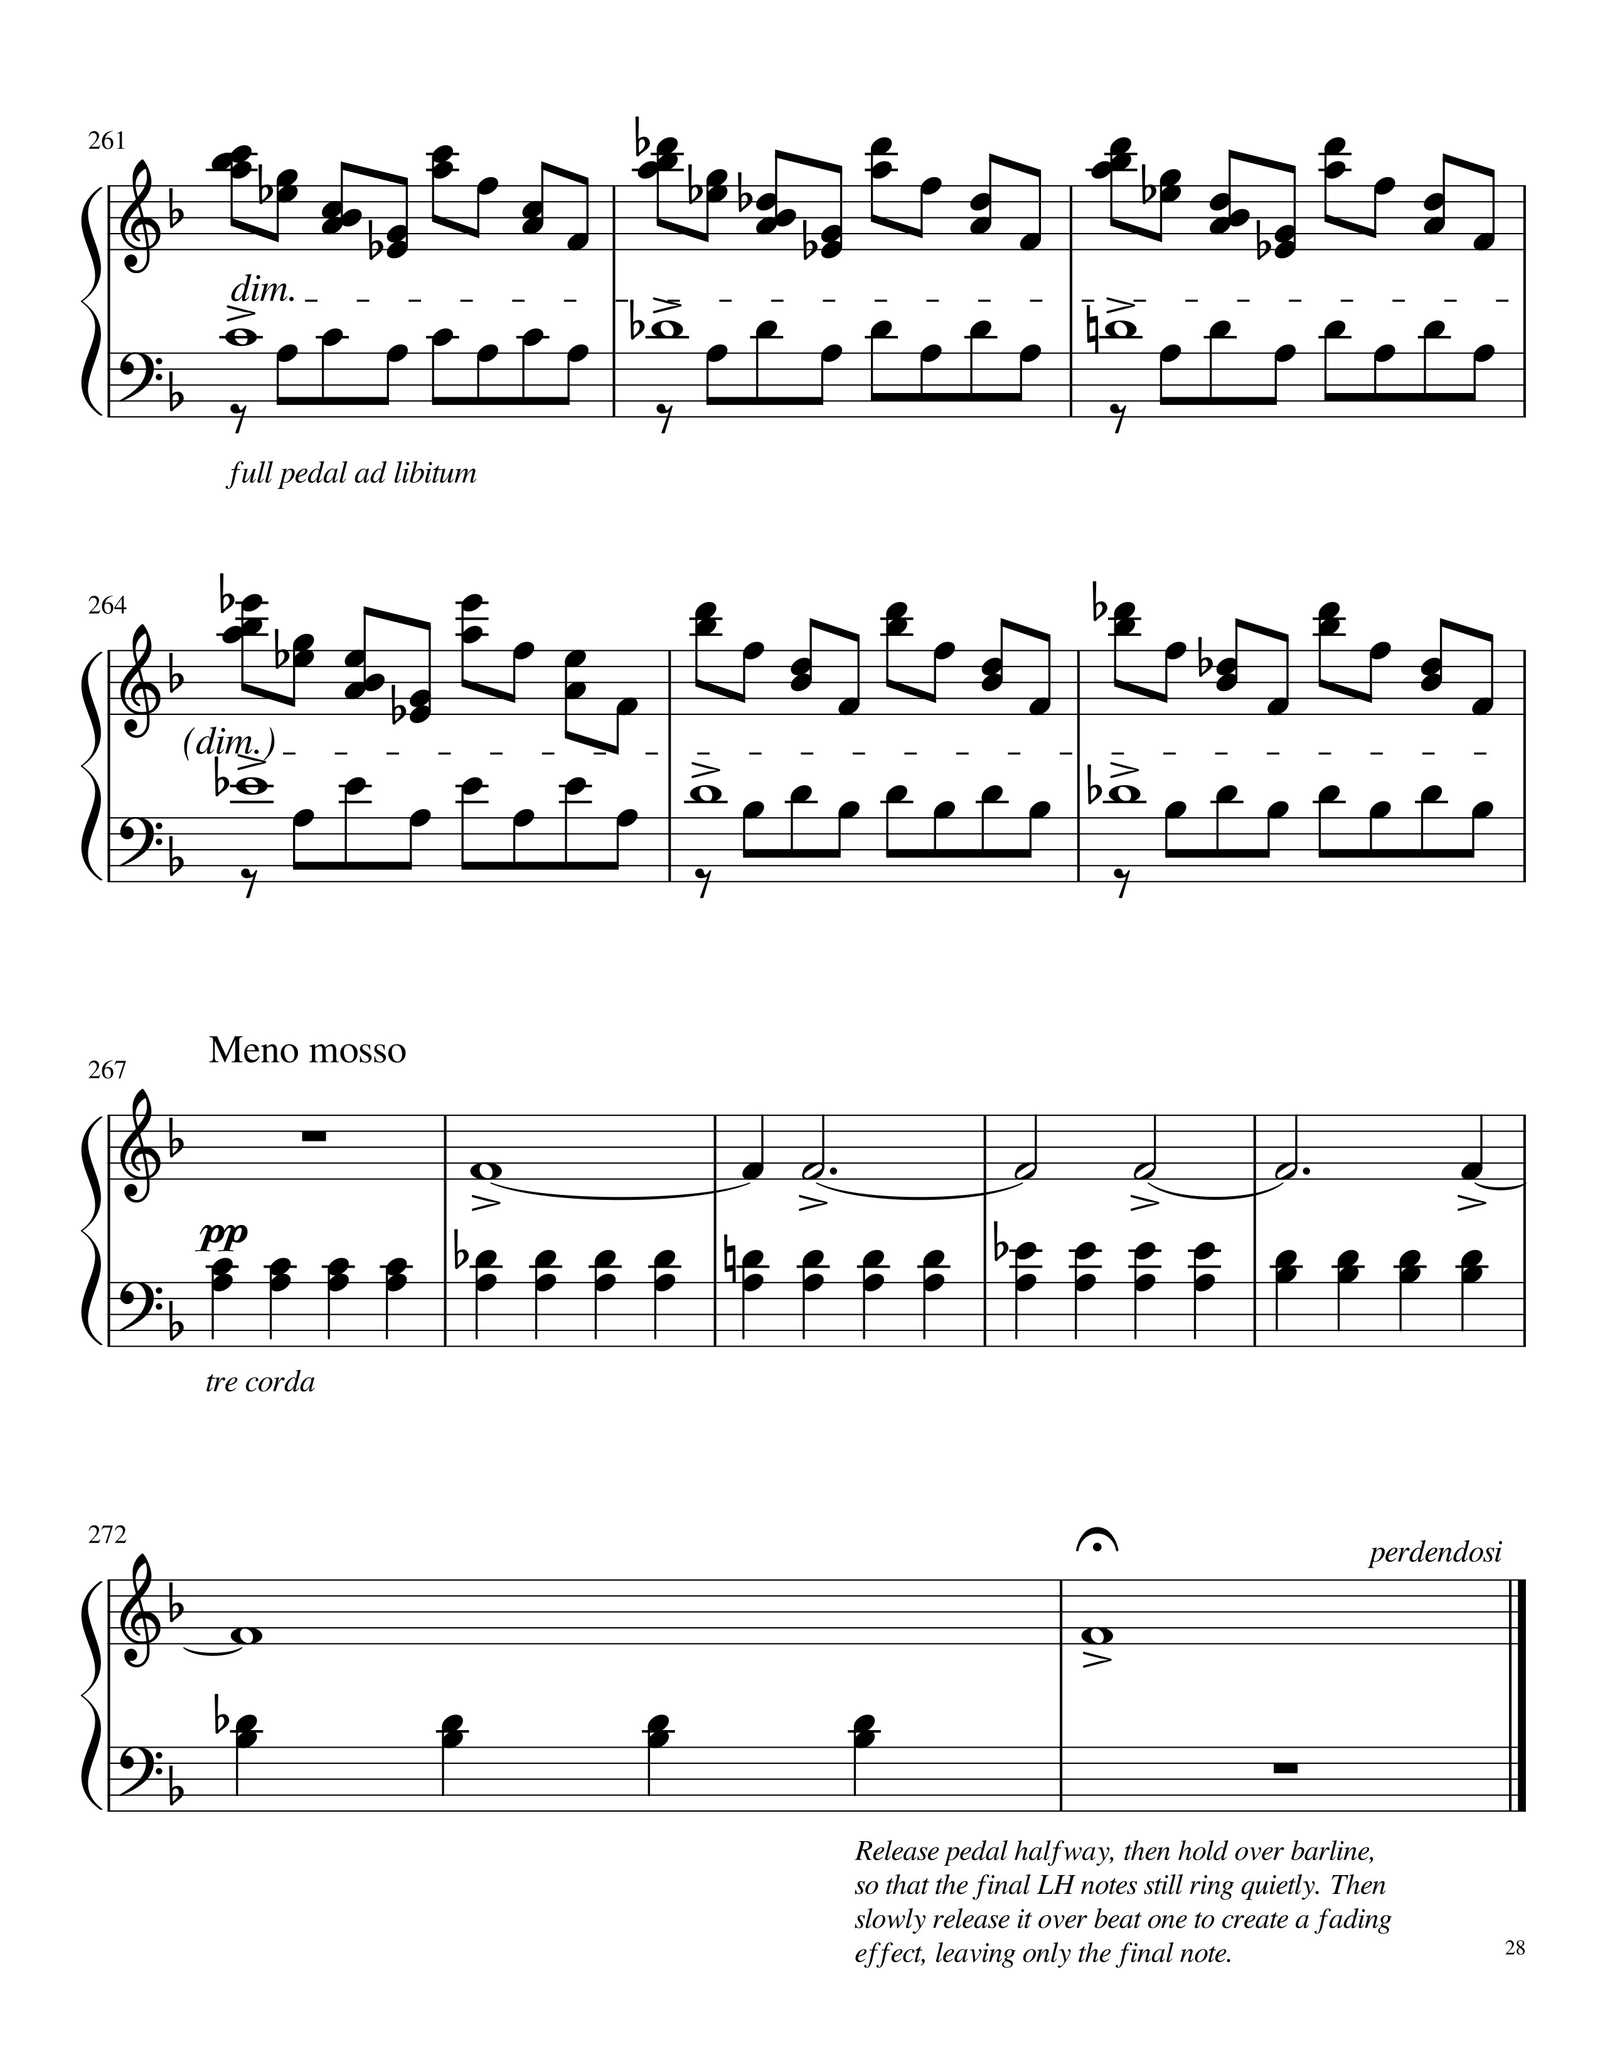 261
dim.
full pedal ad libitum
264
(dim.)
Meno mosso
267
pp
tre corda
272
perdendosi
Release pedal halfway, then hold over barline,
so that the final LH notes still ring quietly. Then
slowly release it over beat one to create a fading
effect, leaving only the final note.
28